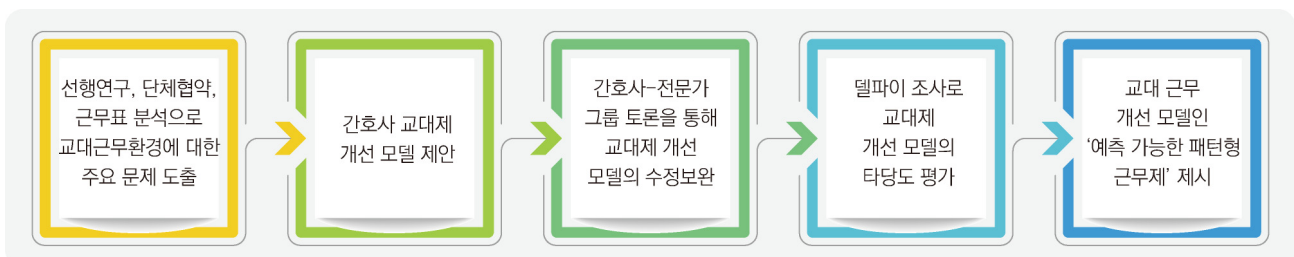 선행연구, 단체협약,
근무표 분석으로
교대근무환경에 대한
주요 문제 도출
간호사 교대제
개선 모델 제안
간호사-전문가
그룹 토론을 통해
교대제 개선
모델의 수정보완
델파이 조사로
교대제
개선 모델의
타당도 평가
교대 근무
개선 모델인
‘예측 가능한 패턴형
근무제’ 제시